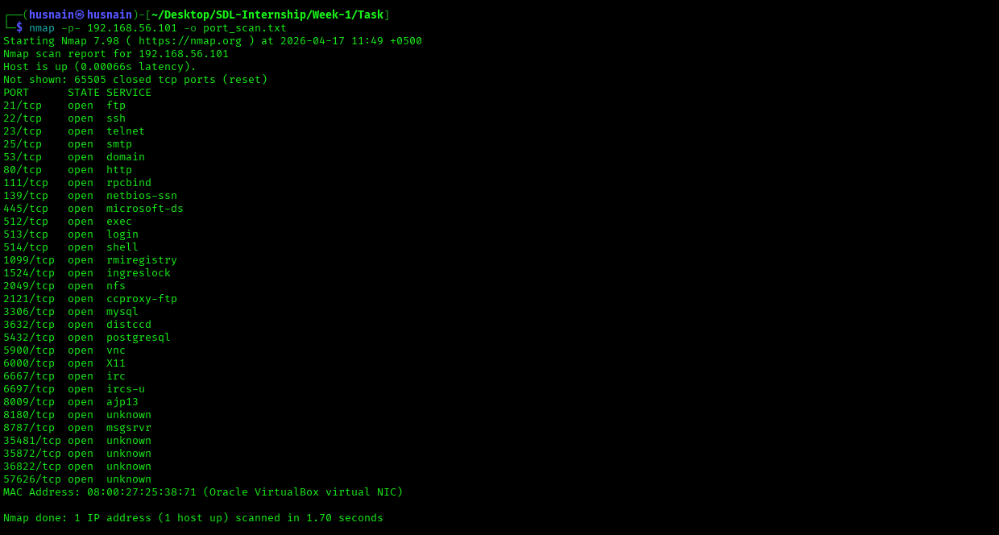 ┌──(husnain㉿husnain)-[~/Desktop/SDL-Internship/Week-1/Task]
└─$ nmap -p- 192.168.56.101 -o port_scan.txt
Starting Nmap 7.98 ( https://nmap.org ) at 2026-04-17 11:49 +0500
Nmap scan report for 192.168.56.101
Host is up (0.00066s latency).
Not shown: 65505 closed tcp ports (reset)
PORT      STATE SERVICE
21/tcp    open  ftp
22/tcp    open  ssh
23/tcp    open  telnet
25/tcp    open  smtp
53/tcp    open  domain
80/tcp    open  http
111/tcp   open  rpcbind
139/tcp   open  netbios-ssn
445/tcp   open  microsoft-ds
512/tcp   open  exec
513/tcp   open  login
514/tcp   open  shell
1099/tcp  open  rmiregistry
1524/tcp  open  ingreslock
2049/tcp  open  nfs
2121/tcp  open  ccproxy-ftp
3306/tcp  open  mysql
3632/tcp  open  distccd
5432/tcp  open  postgresql
5900/tcp  open  vnc
6000/tcp  open  X11
6667/tcp  open  irc
6697/tcp  open  ircs-u
8009/tcp  open  ajp13
8180/tcp  open  unknown
8787/tcp  open  msgsrvr
35481/tcp open  unknown
35872/tcp open  unknown
36822/tcp open  unknown
57626/tcp open  unknown
MAC Address: 08:00:27:25:38:71 (Oracle VirtualBox virtual NIC)
Nmap done: 1 IP address (1 host up) scanned in 1.70 seconds